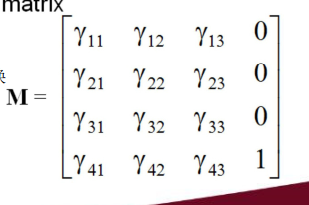 matrix
γ11 γ12 γ13 0
γ21 γ22 γ23 0
M = γ31 γ32 γ33 0
γ41 γ42 γ43 1